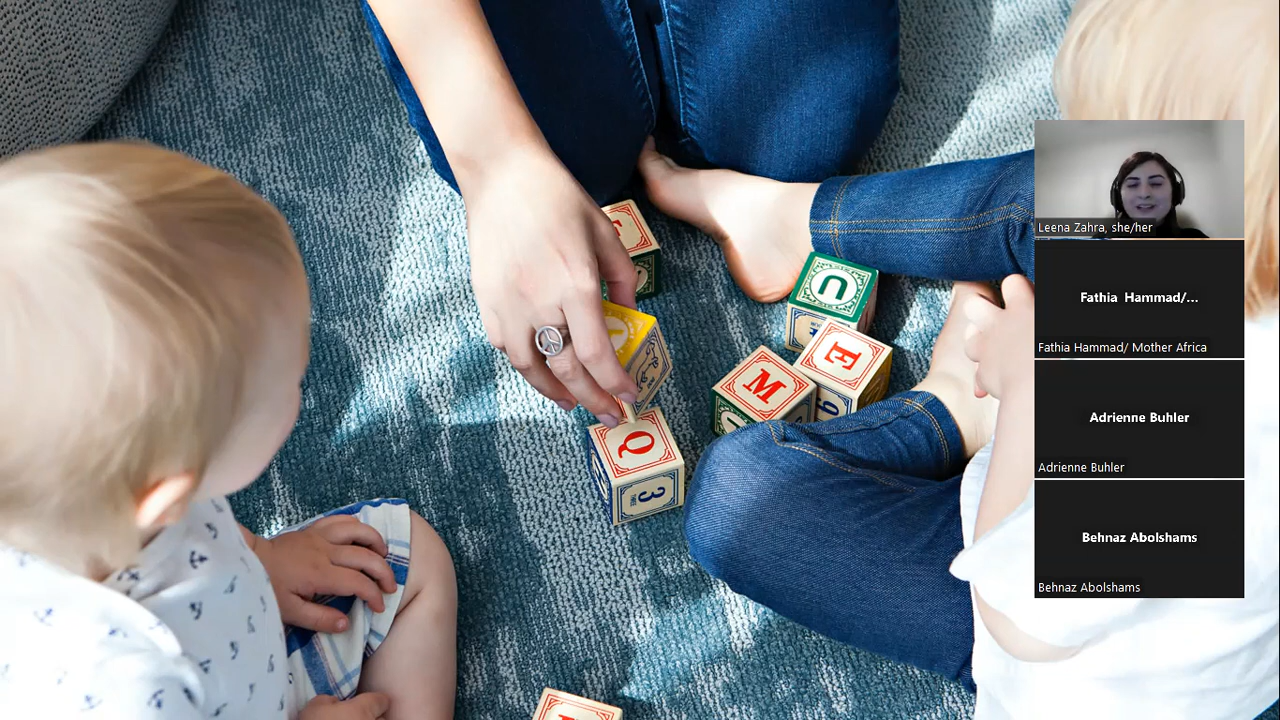 U
E
M
9
Q
3
Leena Zahra, she/her
Fathia Hammad/...
Fathia Hammad/ Mother Africa
Adrienne Buhler
Adrienne Buhler
Behnaz Abolshams
Behnaz Abolshams